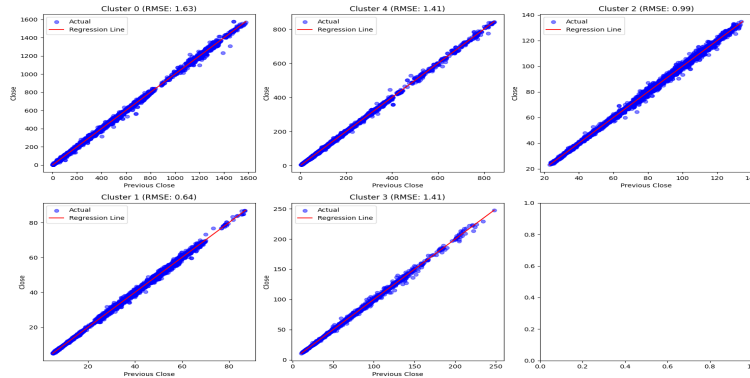 Cluster 0 (RMSE: 1.63)
Actual
Regression Line
1600
1400
1200
1000
800
600
400
200
0
Close
0 200 400 600 800 1000 1200 1400 1600
Previous Close
Cluster 4 (RMSE: 1.41)
Actual
Regression Line
800
600
400
200
0
Close
0 200 400 600 800
Previous Close
Cluster 2 (RMSE: 0.99)
Actual
Regression Line
140
120
100
80
60
40
20
Close
20 40 60 80 100 120
Previous Close
Cluster 1 (RMSE: 0.64)
Actual
Regression Line
80
60
40
20
Close
20 40 60 80
Previous Close
Cluster 3 (RMSE: 1.41)
Actual
Regression Line
250
200
150
100
50
0
Close
0 50 100 150 200 250
Previous Close
1.0
0.8
0.6
0.4
0.2
0.0
0.0 0.2 0.4 0.6 0.8